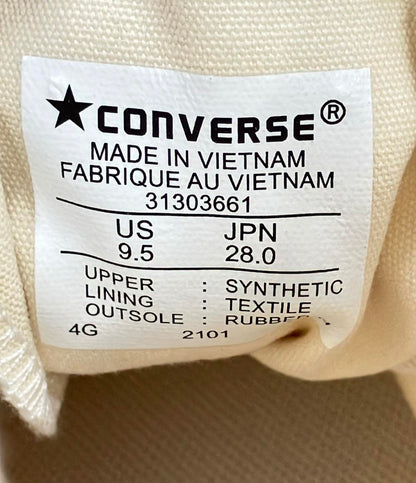 ★CONVERSE®
MADE IN VIETNAM
FABRIQUE AU VIETNAM
31303661
US JPN
9.5 28.0
UPPER : SYNTHETIC
LINING : TEXTILE
OUTSOLE : RUBBER
4G 2101